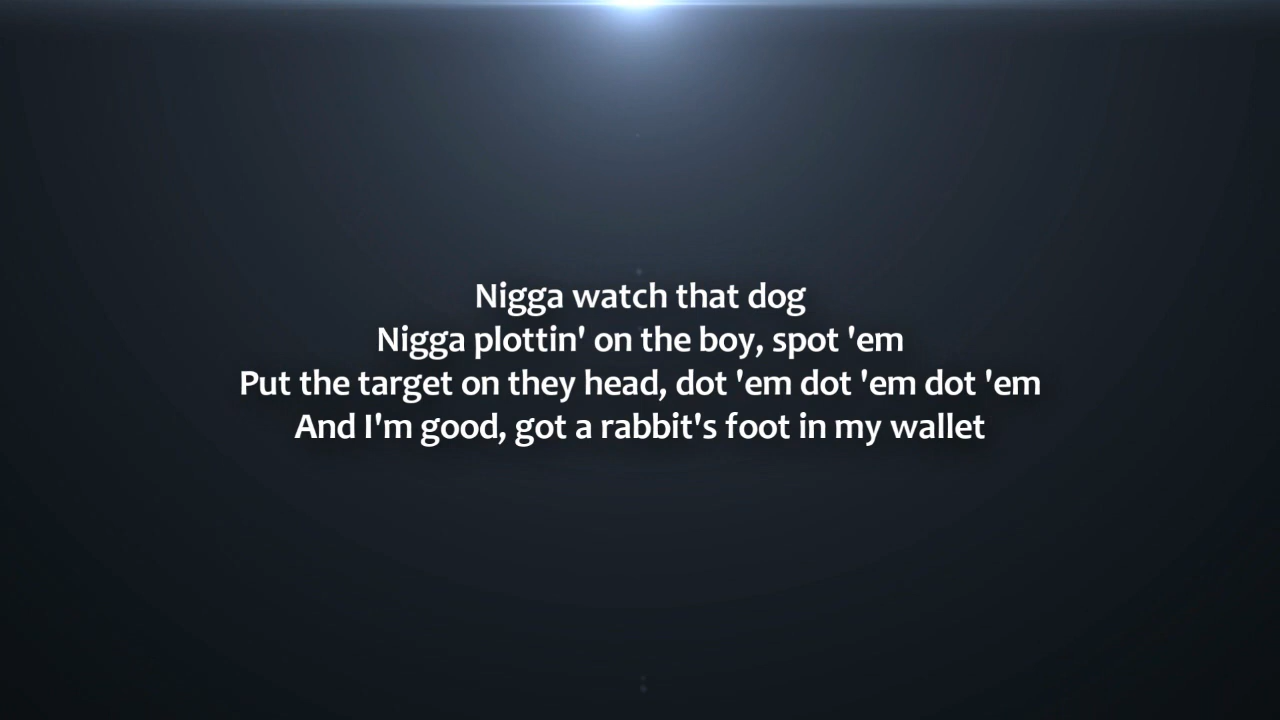 Nigga watch that dog
Nigga plottin' on the boy, spot 'em
Put the target on they head, dot 'em dot 'em dot 'em
And I'm good, got a rabbit's foot in my wallet